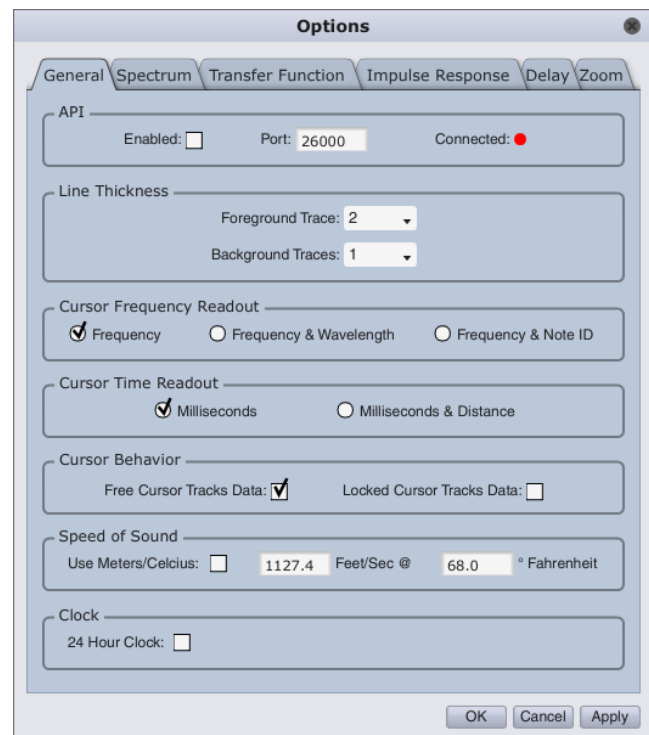 Options
General Spectrum Transfer Function Impulse Response Delay Zoom
API
Enabled: Port: 26000 Connected:
Line Thickness
Foreground Trace: 2
Background Traces: 1
Cursor Frequency Readout
Frequency Frequency & Wavelength Frequency & Note ID
Cursor Time Readout
Milliseconds Milliseconds & Distance
Cursor Behavior
Free Cursor Tracks Data: Locked Cursor Tracks Data:
Speed of Sound
Use Meters/Celcius: 1127.4 Feet/Sec @ 68.0 ° Fahrenheit
Clock
24 Hour Clock:
OK Cancel Apply